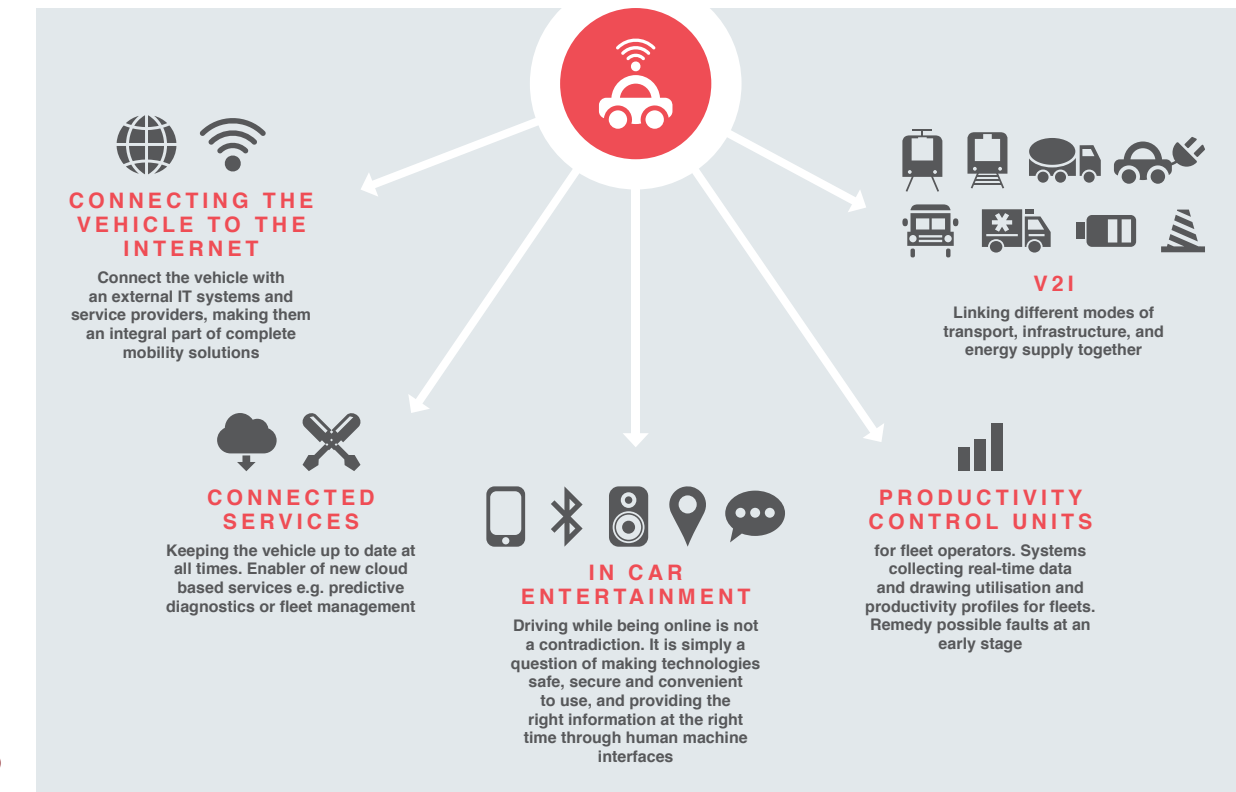 CONNECTING THE
VEHICLE TO THE
INTERNET
Connect the vehicle with
an external IT systems and
service providers, making them
an integral part of complete
mobility solutions
V2I
Linking different modes of
transport, infrastructure, and
energy supply together
CONNECTED
SERVICES
Keeping the vehicle up to date at
all times. Enabler of new cloud
based services e.g. predictive
diagnostics or fleet management
IN CAR
ENTERTAINMENT
Driving while being online is not
a contradiction. It is simply a
question of making technologies
safe, secure and convenient
to use, and providing the
right information at the right
time through human machine
interfaces
PRODUCTIVITY
CONTROL UNITS
for fleet operators. Systems
collecting real-time data
and drawing utilisation and
productivity profiles for fleets.
Remedy possible faults at an
early stage